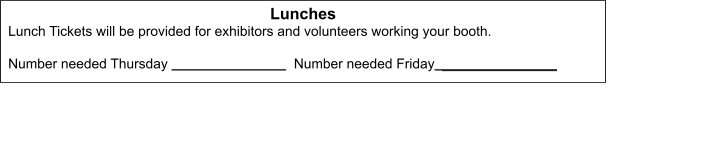 Lunches
Lunch Tickets will be provided for exhibitors and volunteers working your booth.
Number needed Thursday _______________ Number needed Friday________________